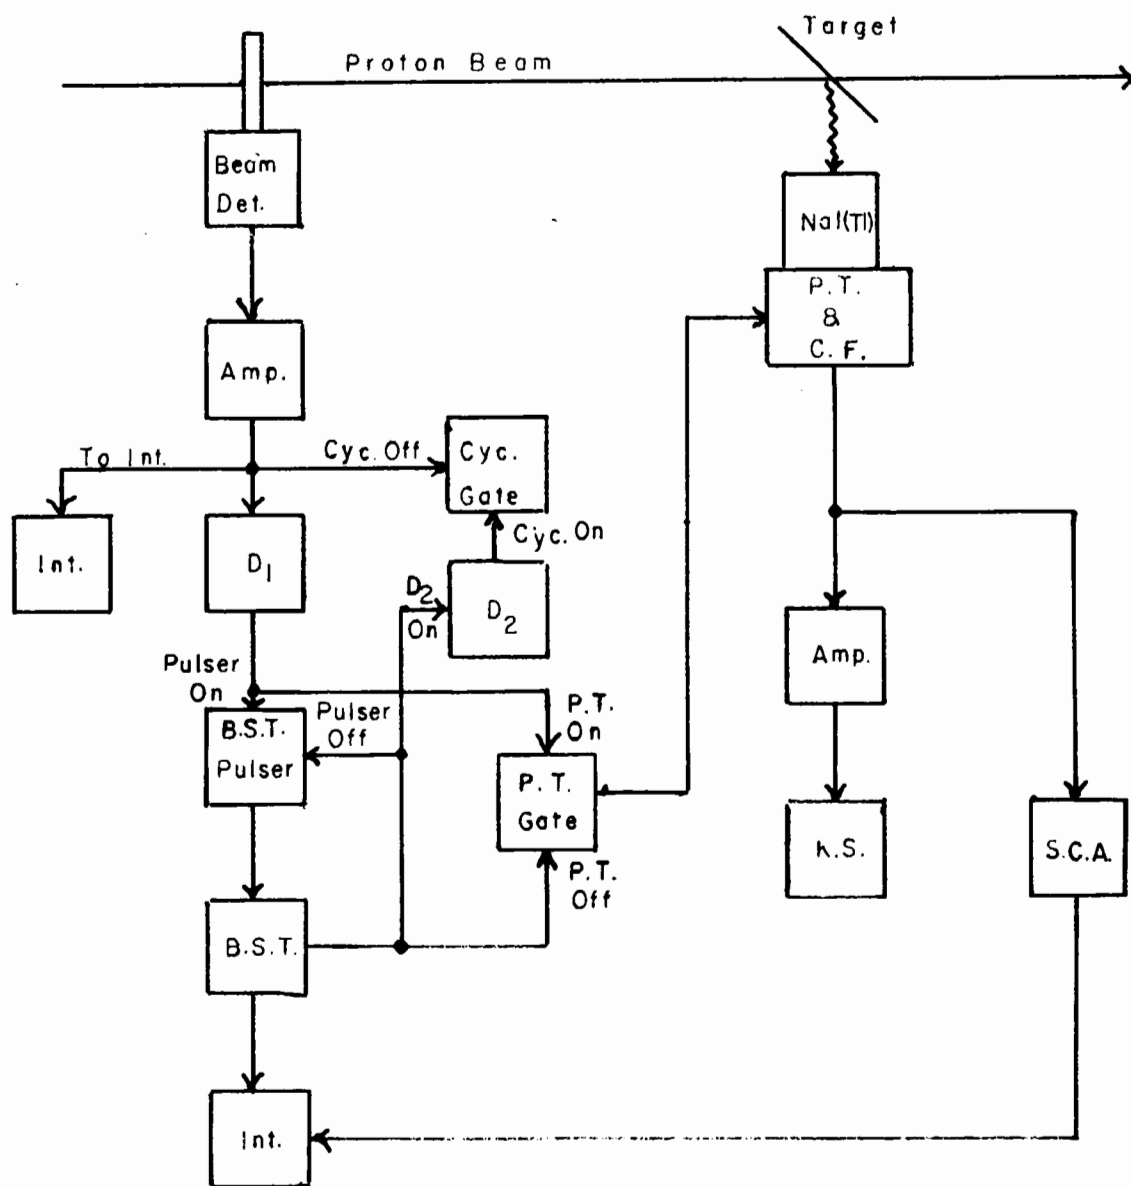 Target
Proton Beam
Beam
Det.
NaI(Tl)
P.T.
&
C.F.
Amp.
To Int.
Cyc. Off
Cyc.
Gate
Cyc. On
Int.
D1
D2
On
D2
Pulser
On
Amp.
B.S.T.
Pulser
Pulser
Off
P.T.
On
P.T.
Gate
P.T.
Off
S.C.A.
B.S.T.
Int.